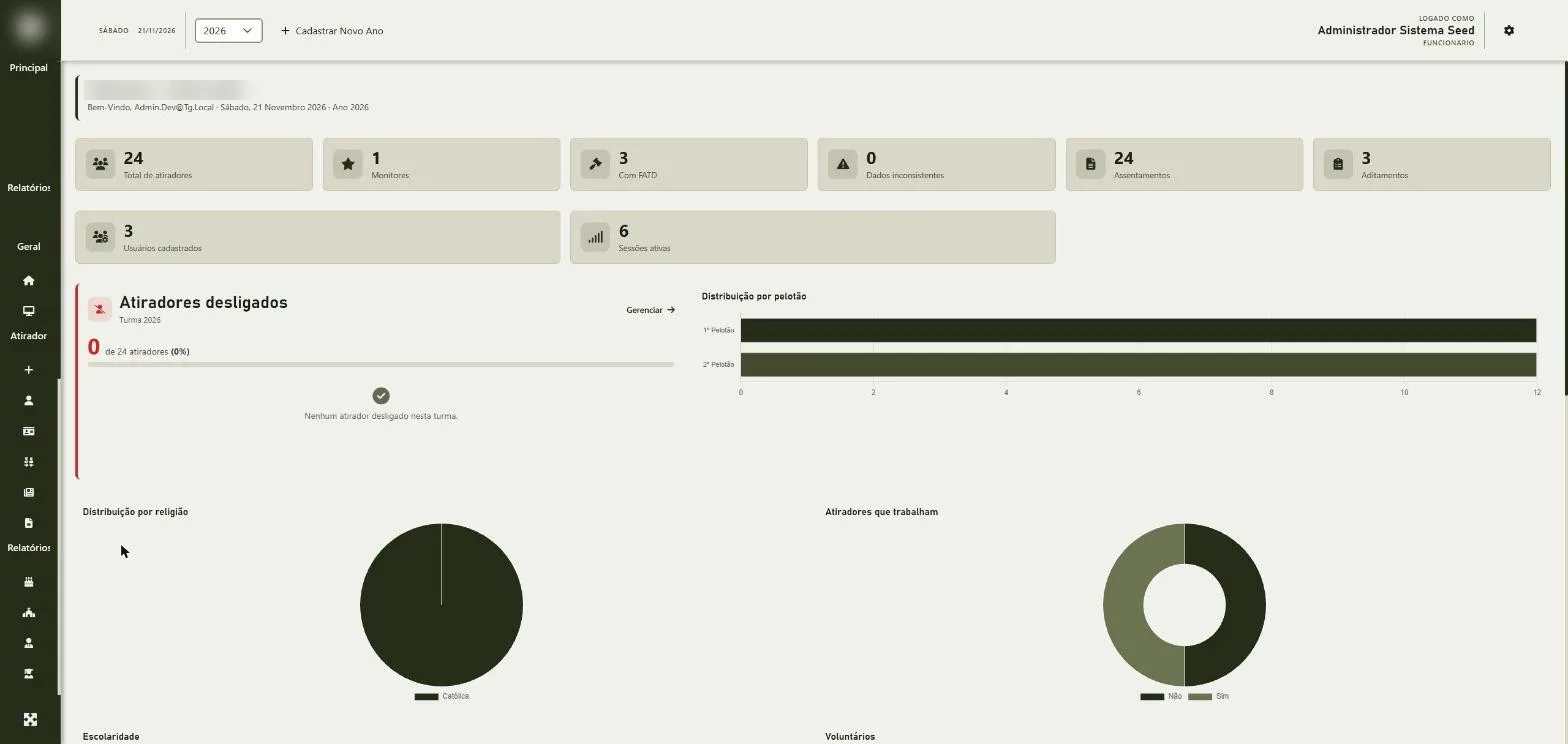 SÁBADO 21/11/2026
2026
+ Cadastrar Novo Ano
LOGADO COMO
Administrador Sistema Seed
FUNCIONARIO
Principal
Relatórios
Geral
Atirador
Relatórios
Bem-Vindo, Admin.Dev@Tg.Local · Sábado, 21 Novembro 2026 · Ano 2026
24
Total de atiradores
1
Monitores
3
Com FATD
0
Dados inconsistentes
24
Assentamentos
3
Aditamentos
3
Usuários cadastrados
6
Sessões ativas
Atiradores desligados
Turma 2026
Gerenciar →
0 de 24 atiradores (0%)
Nenhum atirador desligado nesta turma.
Distribuição por pelotão
1º Pelotão
2º Pelotão
0 2 4 6 8 10 12
Distribuição por religião
Católica
Atiradores que trabalham
Não Sim
Escolaridade
Voluntários